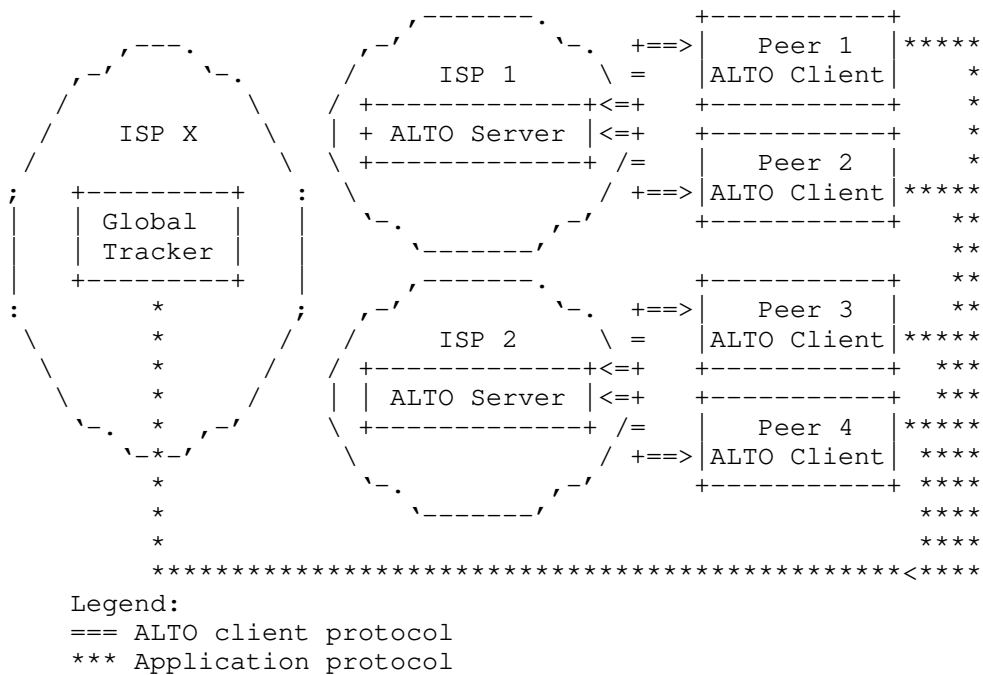 ISP 1
Peer 1
ALTO Client
ISP X
ALTO Server
Peer 2
ALTO Client
Global
Tracker
ISP 2
Peer 3
ALTO Client
ALTO Server
Peer 4
ALTO Client
Legend:
=== ALTO client protocol
*** Application protocol